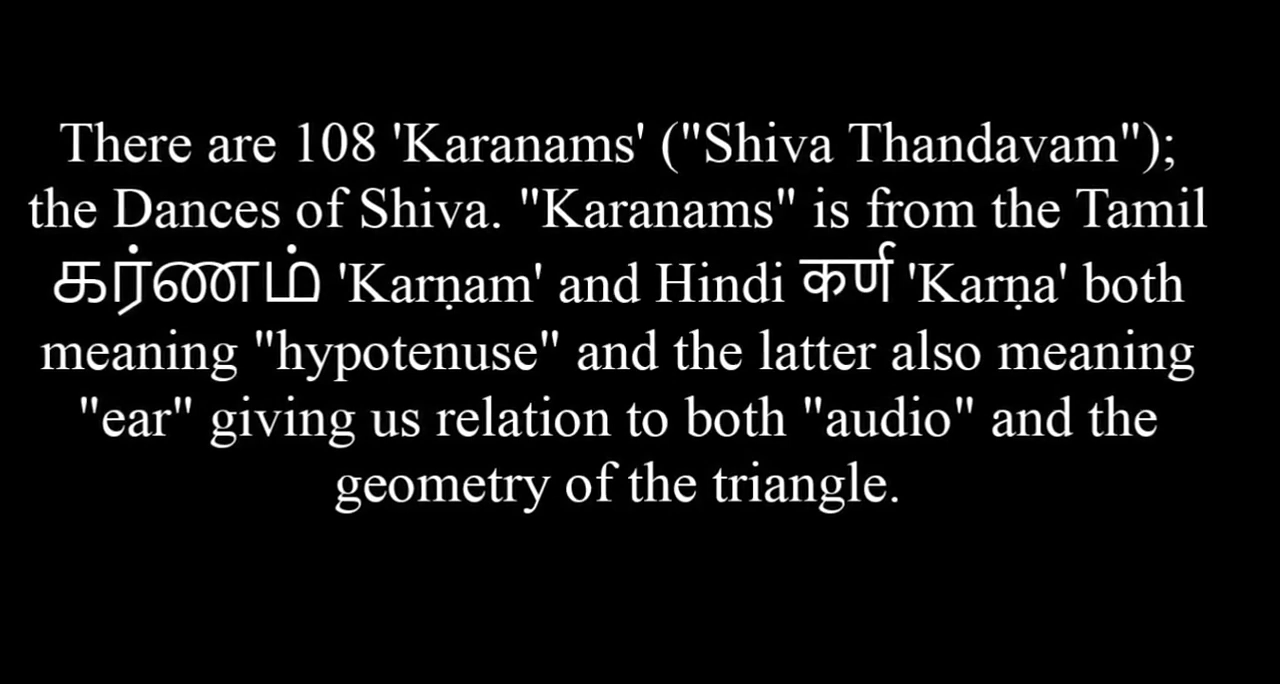 There are 108 'Karanams' ("Shiva Thandavam");
the Dances of Shiva. "Karanams" is from the Tamil
கர்ணம் 'Karṇam' and Hindi कर्ण 'Karṇa' both
meaning "hypotenuse" and the latter also meaning
"ear" giving us relation to both "audio" and the
geometry of the triangle.